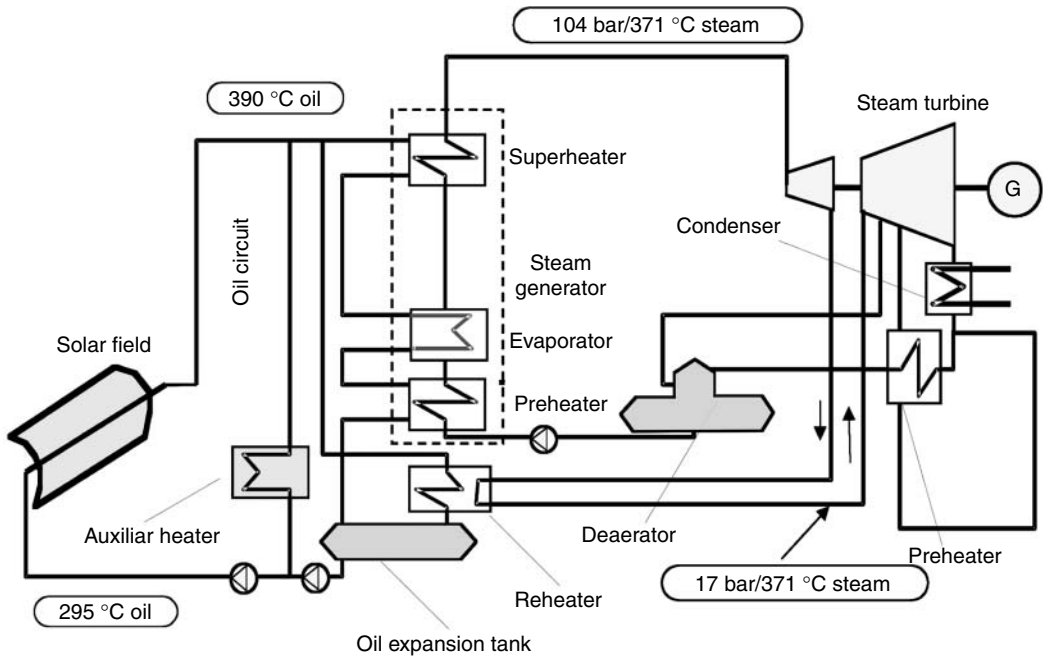 104 bar/371 °C steam
390 °C oil
Steam turbine
Superheater
G
Condenser
Oil circuit
Steam
generator
Solar field
Evaporator
Preheater
Auxiliar heater
Deaerator
Preheater
17 bar/371 °C steam
Reheater
295 °C oil
Oil expansion tank